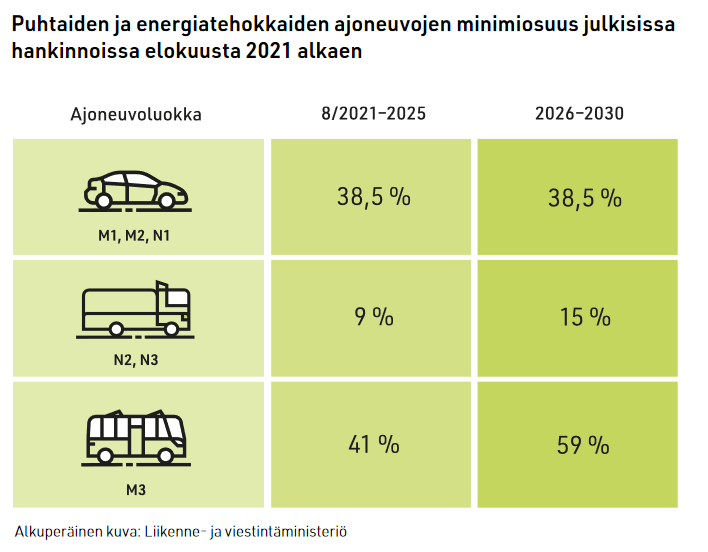 Puhtaiden ja energiatehokkaiden ajoneuvojen minimiosuus julkisissa
hankinnoissa elokuusta 2021 alkaen
Ajoneuvoluokka 8/2021–2025 2026–2030
38,5 % 38,5 %
M1, M2, N1
9 % 15 %
N2, N3
41 % 59 %
M3
Alkuperäinen kuva: Liikenne- ja viestintäministeriö